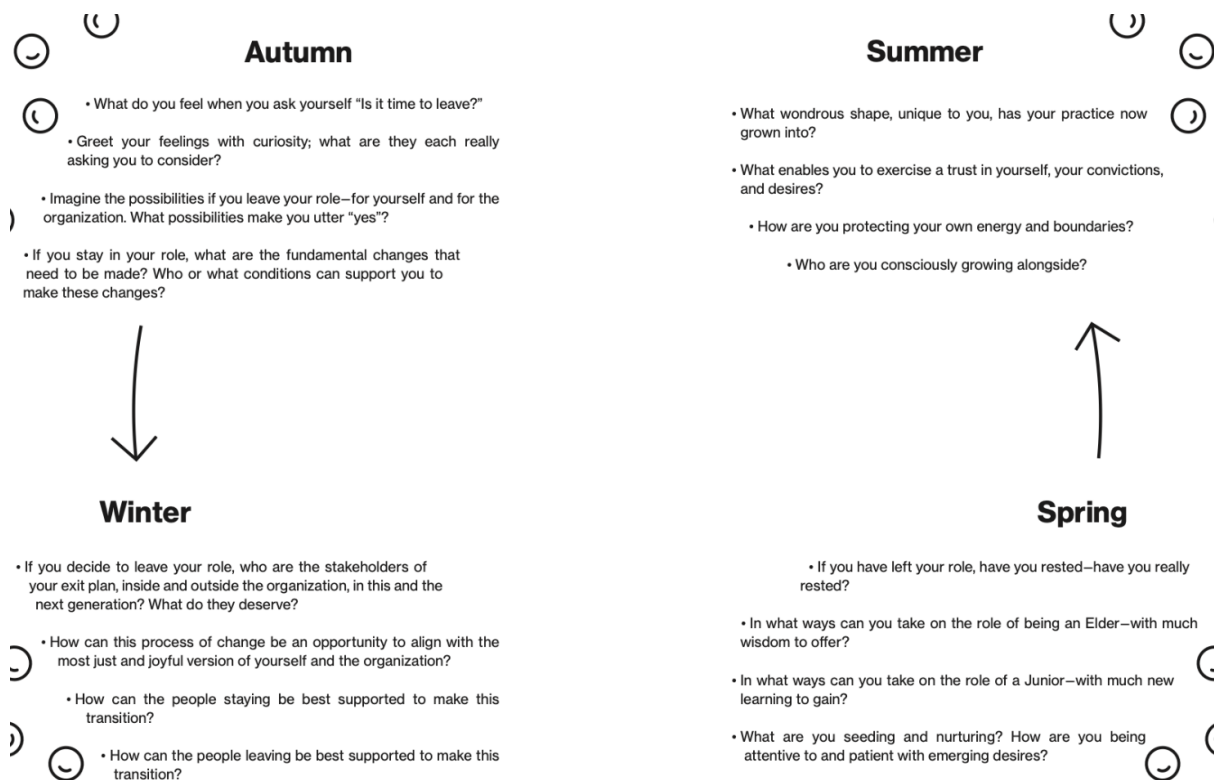 Autumn
• What do you feel when you ask yourself “Is it time to leave?”
• Greet your feelings with curiosity; what are they each really
asking you to consider?
• Imagine the possibilities if you leave your role—for yourself and for the
organization. What possibilities make you utter “yes”?
• If you stay in your role, what are the fundamental changes that
need to be made? Who or what conditions can support you to
make these changes?
Winter
• If you decide to leave your role, who are the stakeholders of
your exit plan, inside and outside the organization, in this and the
next generation? What do they deserve?
• How can this process of change be an opportunity to align with the
most just and joyful version of yourself and the organization?
• How can the people staying be best supported to make this
transition?
• How can the people leaving be best supported to make this
transition?
Summer
• What wondrous shape, unique to you, has your practice now
grown into?
• What enables you to exercise a trust in yourself, your convictions,
and desires?
• How are you protecting your own energy and boundaries?
• Who are you consciously growing alongside?
Spring
• If you have left your role, have you rested—have you really
rested?
• In what ways can you take on the role of being an Elder—with much
wisdom to offer?
• In what ways can you take on the role of a Junior—with much new
learning to gain?
• What are you seeding and nurturing? How are you being
attentive to and patient with emerging desires?